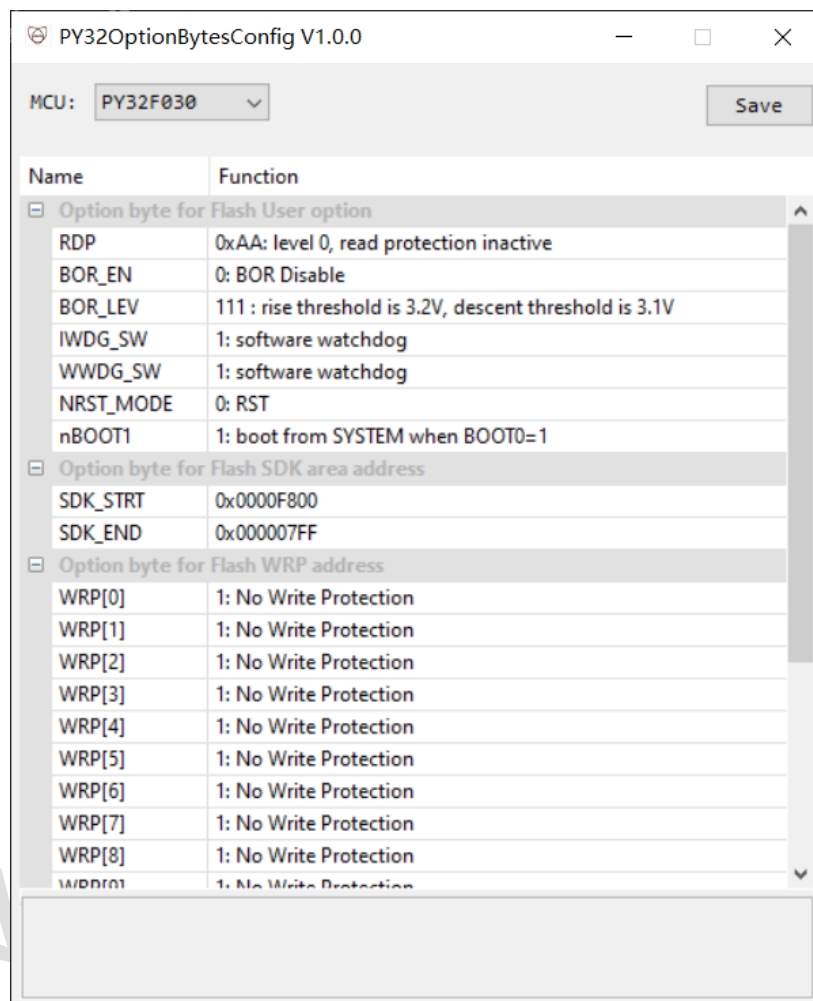 PY32OptionBytesConfig V1.0.0
MCU: PY32F030 Save
Name Function
Option byte for Flash User option
RDP 0xAA: level 0, read protection inactive
BOR_EN 0: BOR Disable
BOR_LEV 111 : rise threshold is 3.2V, descent threshold is 3.1V
IWDG_SW 1: software watchdog
WWDG_SW 1: software watchdog
NRST_MODE 0: RST
nBOOT1 1: boot from SYSTEM when BOOT0=1
Option byte for Flash SDK area address
SDK_STRT 0x0000F800
SDK_END 0x000007FF
Option byte for Flash WRP address
WRP[0] 1: No Write Protection
WRP[1] 1: No Write Protection
WRP[2] 1: No Write Protection
WRP[3] 1: No Write Protection
WRP[4] 1: No Write Protection
WRP[5] 1: No Write Protection
WRP[6] 1: No Write Protection
WRP[7] 1: No Write Protection
WRP[8] 1: No Write Protection
WRP[9] 1: No Write Protection